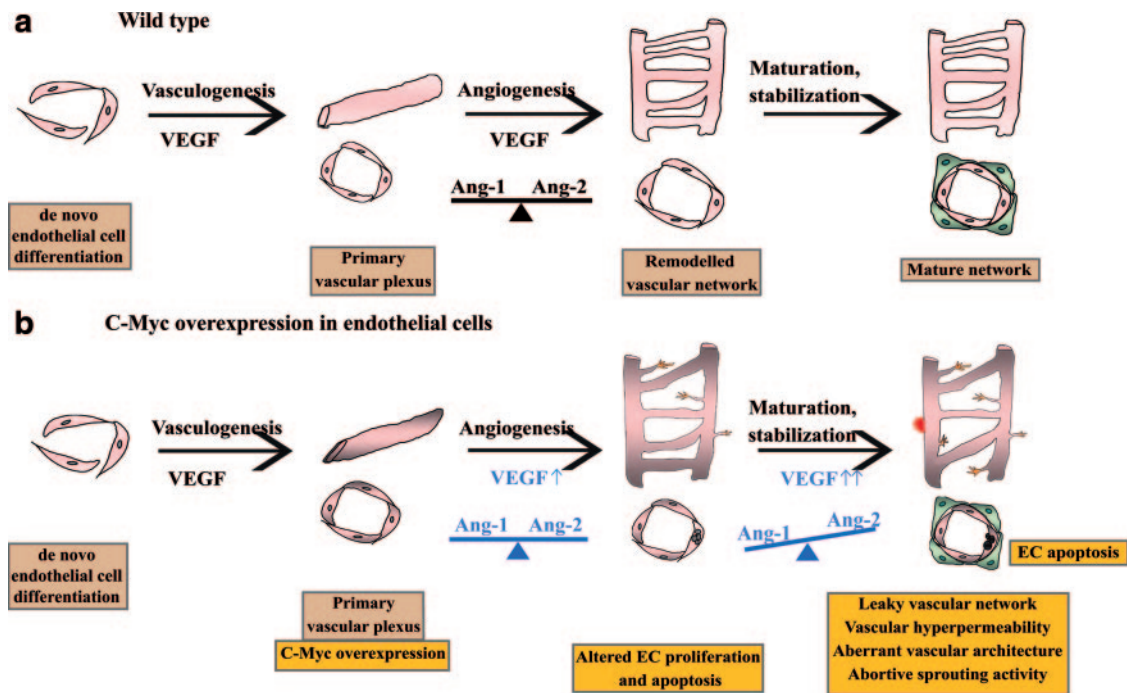 a
Wild type
Vasculogenesis
VEGF
Angiogenesis
VEGF
Ang-1 Ang-2
Maturation,
stabilization
de novo
endothelial cell
differentiation
Primary
vascular plexus
Remodelled
vascular network
Mature network
b
C-Myc overexpression in endothelial cells
Vasculogenesis
VEGF
Angiogenesis
VEGF↑
Ang-1 Ang-2
Maturation,
stabilization
VEGF↑↑
Ang-1 Ang-2
EC apoptosis
de novo
endothelial cell
differentiation
Primary
vascular plexus
C-Myc overexpression
Altered EC proliferation
and apoptosis
Leaky vascular network
Vascular hyperpermeability
Aberrant vascular architecture
Abortive sprouting activity